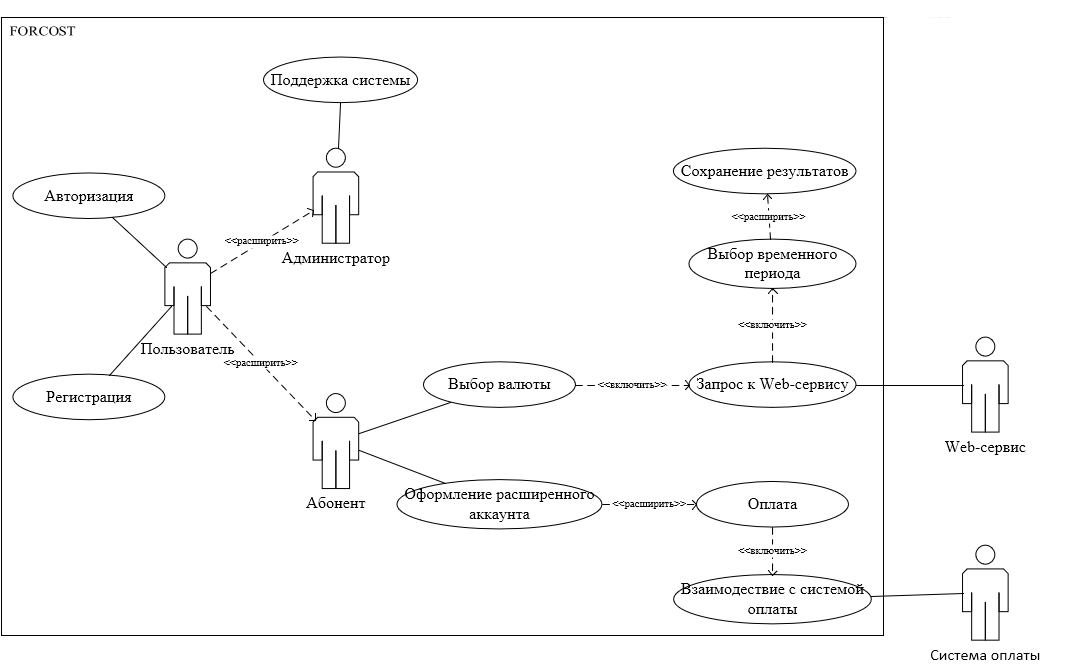 FORCOST
Поддержка системы
Сохранение результатов
Авторизация
<<расширить>>
<<расширить>>
Выбор временного
периода
Администратор
<<включить>>
Пользователь
<<расширить>>
Выбор валюты
<<включить>>
Запрос к Web-сервису
Регистрация
Web-сервис
Абонент
Оформление расширенного
аккаунта
<<расширить>>
Оплата
<<включить>>
Взаимодествие с системой
оплаты
Система оплаты